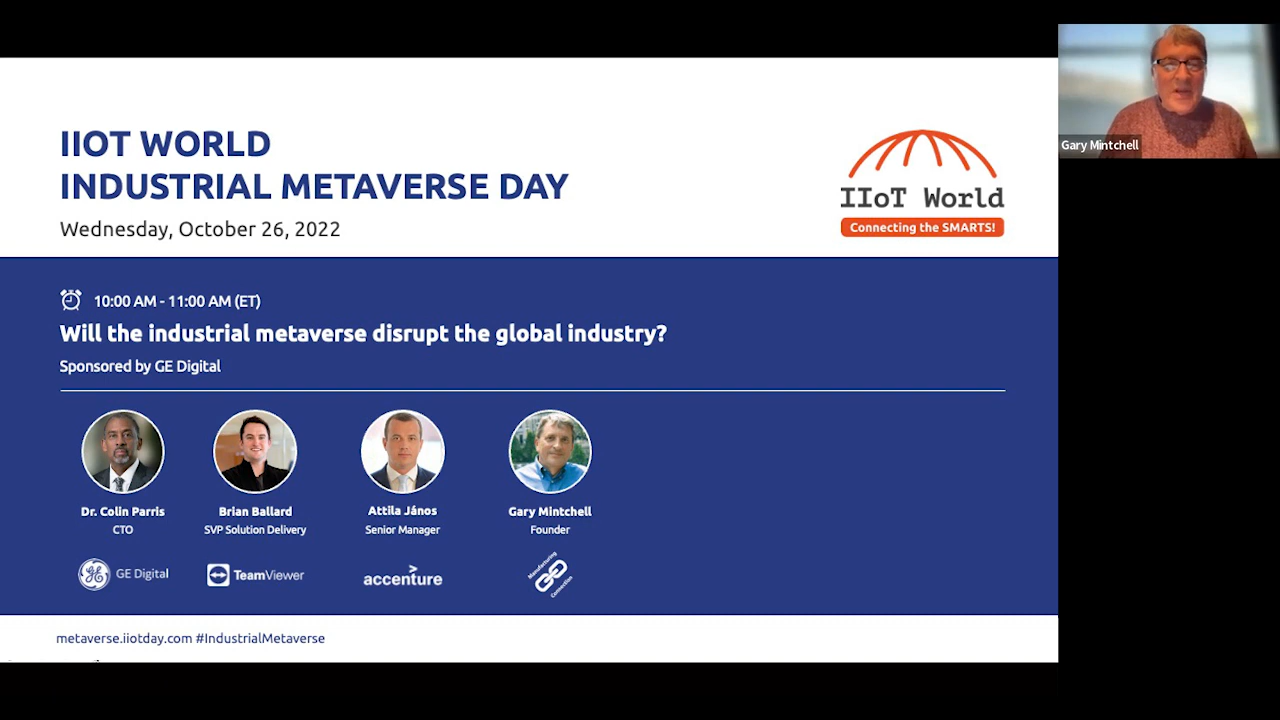 IIOT WORLD
INDUSTRIAL METAVERSE DAY
Wednesday, October 26, 2022
IIoT World
Connecting the SMARTS!
Gary Mintchell
10:00 AM - 11:00 AM (ET)
Will the industrial metaverse disrupt the global industry?
Sponsored by GE Digital
Dr. Colin Parris
CTO
GE Digital
Brian Ballard
SVP Solution Delivery
TeamViewer
Attila János
Senior Manager
accenture
Gary Mintchell
Founder
Manufacturing
Connection
metaverse.iiotday.com #IndustrialMetaverse